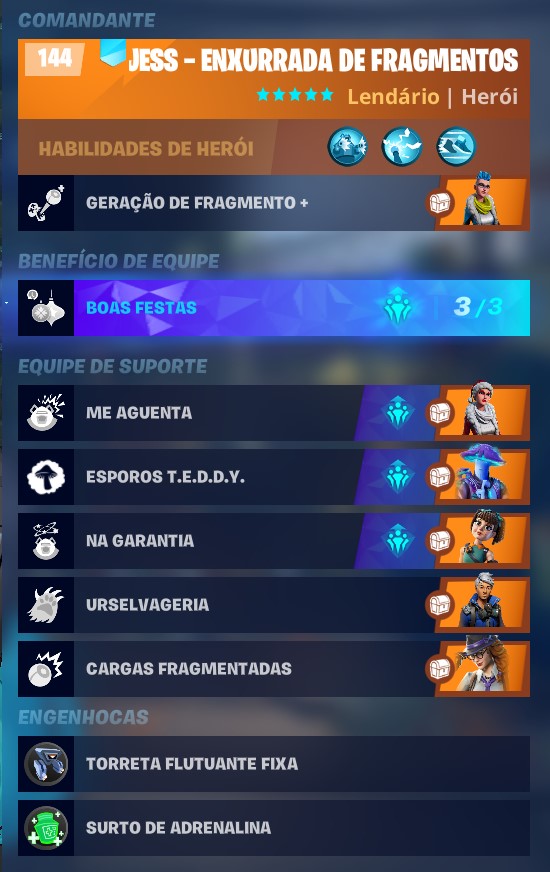 COMANDANTE
144 JESS - ENXURRADA DE FRAGMENTOS
Lendário | Herói
HABILIDADES DE HERÓI
GERAÇÃO DE FRAGMENTO +
BENEFÍCIO DE EQUIPE
BOAS FESTAS 3/3
EQUIPE DE SUPORTE
ME AGUENTA
ESPOROS T.E.D.D.Y.
NA GARANTIA
URSELVAGERIA
CARGAS FRAGMENTADAS
ENGENHOCAS
TORRETA FLUTUANTE FIXA
SURTO DE ADRENALINA